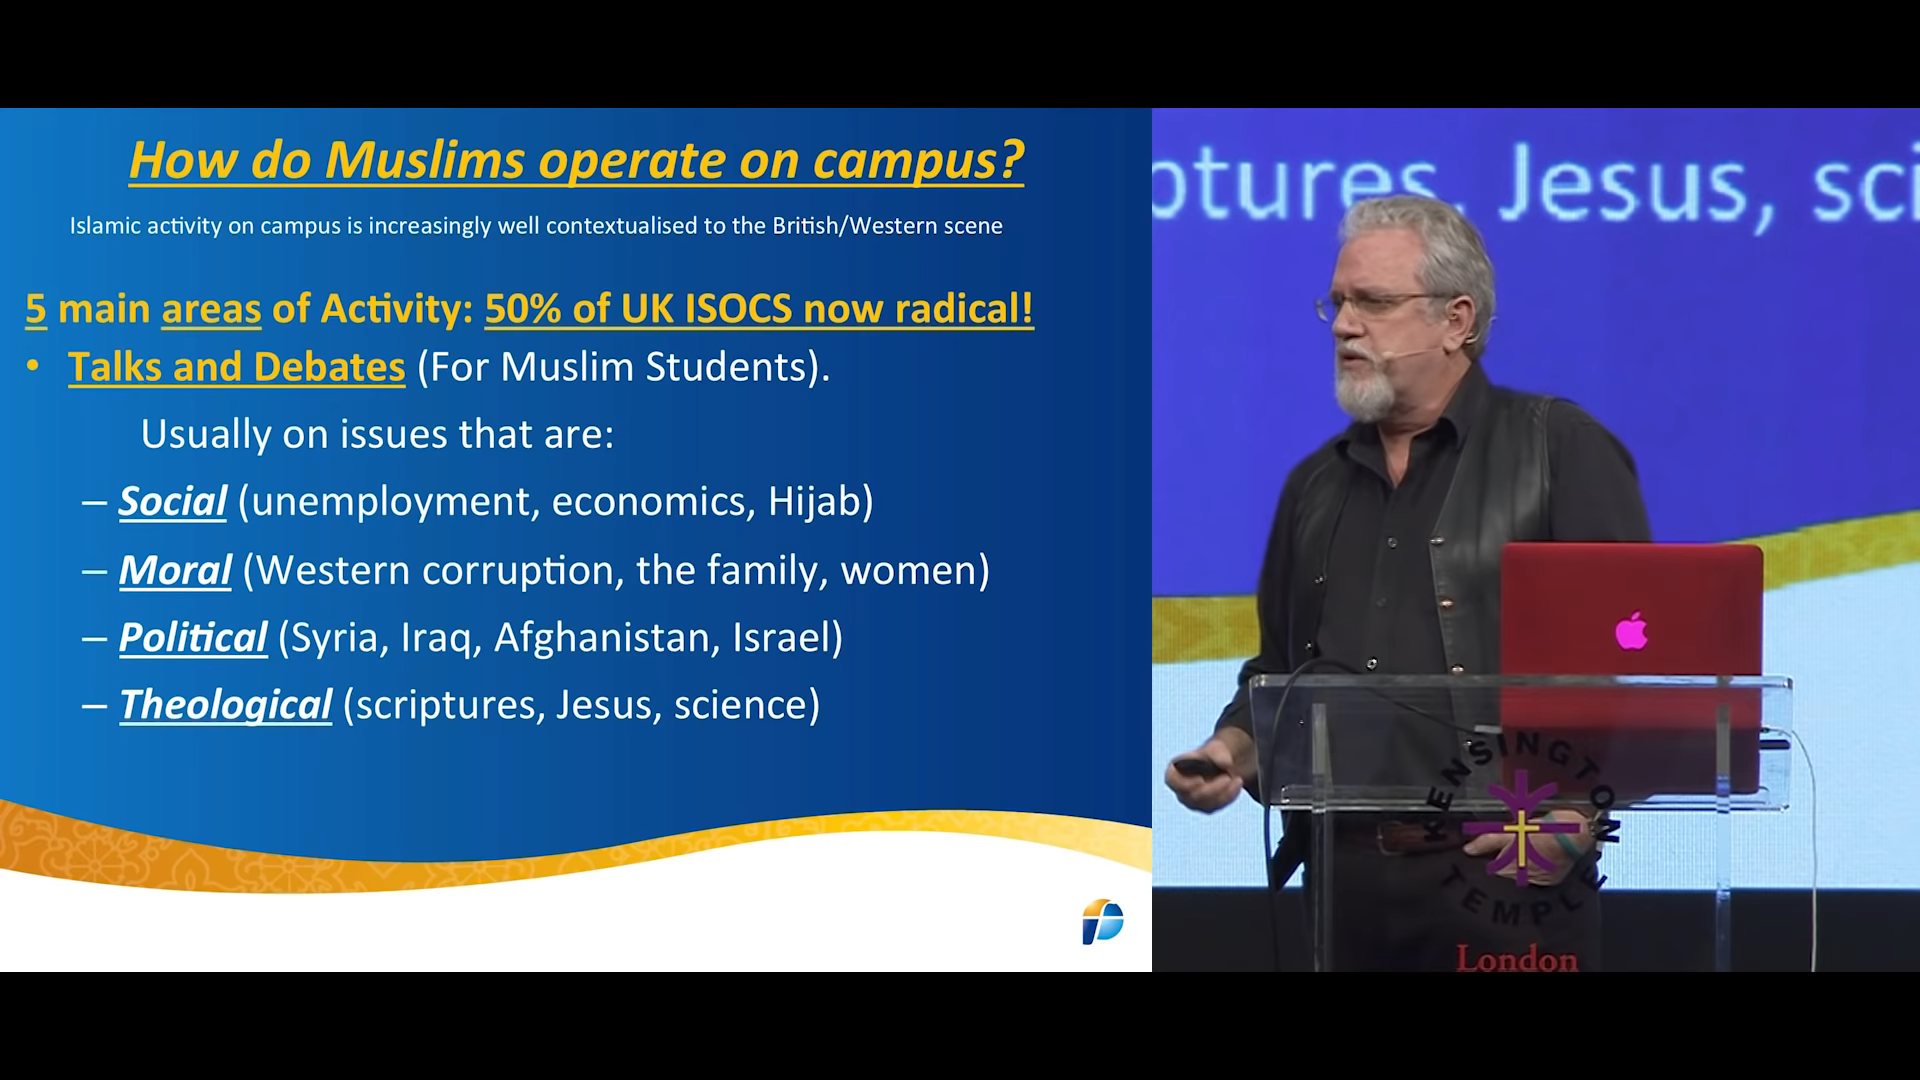 How do Muslims operate on campus?
Islamic activity on campus is increasingly well contextualised to the British/Western scene
5 main areas of Activity: 50% of UK ISOCS now radical!
• Talks and Debates (For Muslim Students).
Usually on issues that are:
– Social (unemployment, economics, Hijab)
– Moral (Western corruption, the family, women)
– Political (Syria, Iraq, Afghanistan, Israel)
– Theological (scriptures, Jesus, science)
ptures, Jesus, sci
KENSINGTON
TEMPLE
London